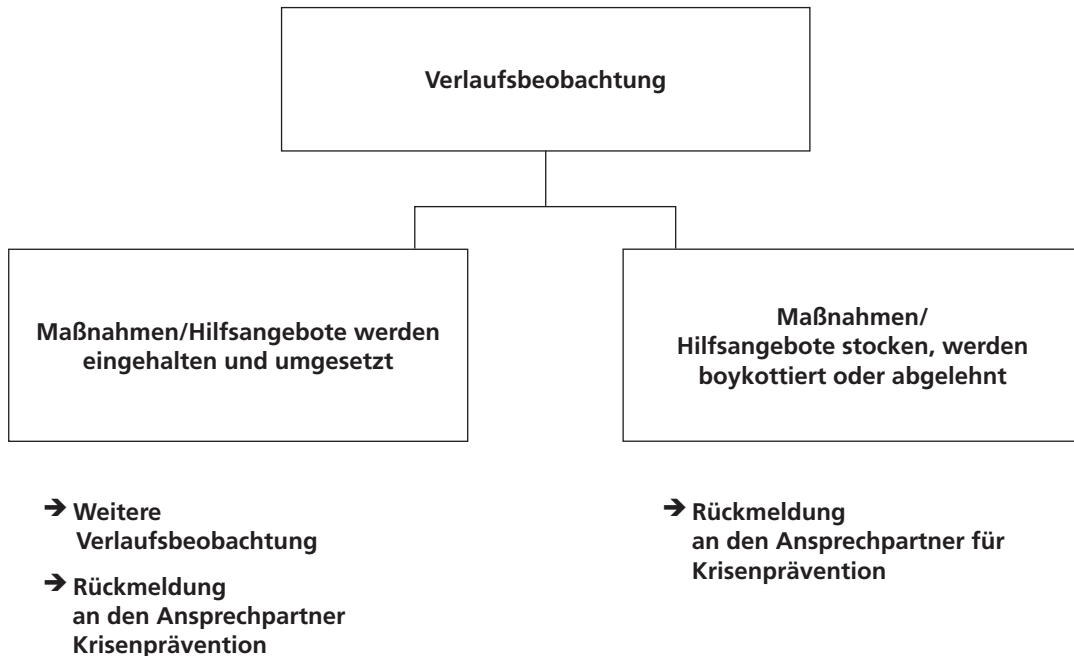 Verlaufsbeobachtung
Maßnahmen/Hilfsangebote werden
eingehalten und umgesetzt
Maßnahmen/
Hilfsangebote stocken, werden
boykottiert oder abgelehnt
➔ Weitere
Verlaufsbeobachtung
➔ Rückmeldung
an den Ansprechpartner
Krisenprävention
➔ Rückmeldung
an den Ansprechpartner für
Krisenprävention